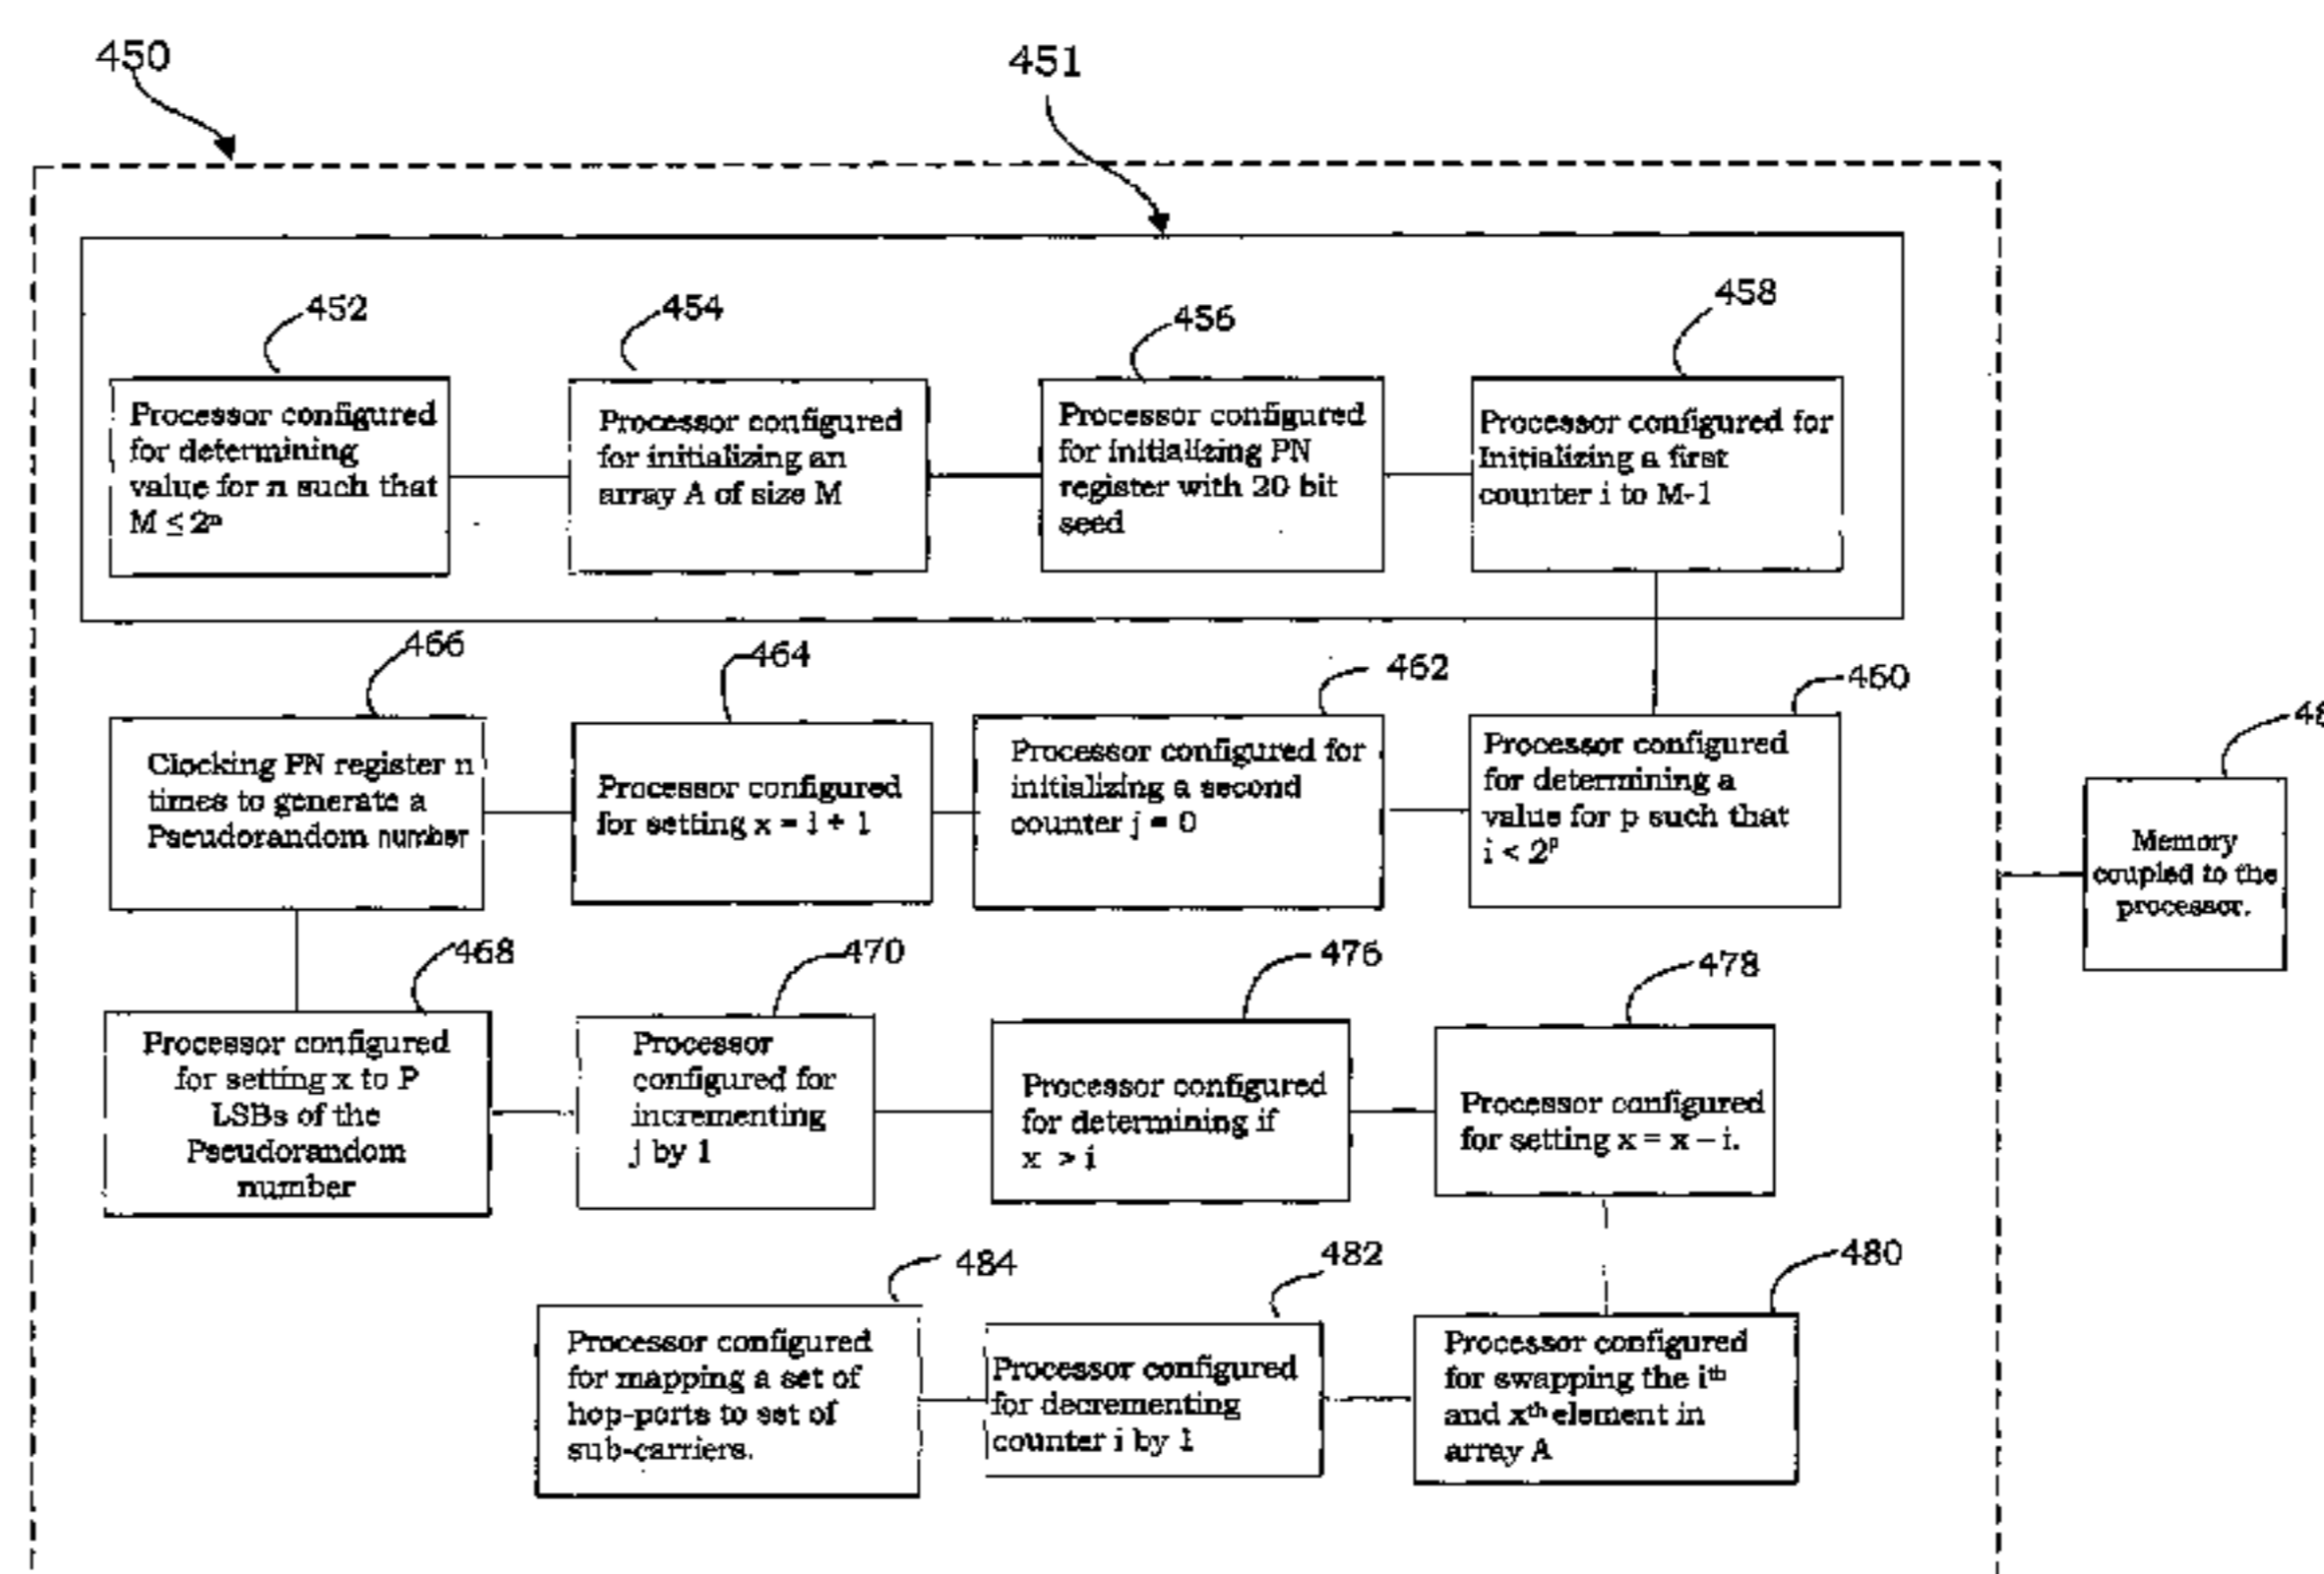 450
451
452
454
456
458
Processor configured
for determining
value for n such that
M ≤ 2ⁿ
Processor configured
for initializing an
array A of size M
Processor configured
for initializing PN
register with 20 bit
seed
Processor configured for
Initializing a first
counter i to M-1
466
464
462
460
Clocking PN register n
times to generate a
Pseudorandom number
Processor configured
for setting x = i + 1
Processor configured for
initializing a second
counter j = 0
Processor configured
for determining a
value for p such that
i < 2ᵖ
Memory
coupled to the
processor.
468
470
476
478
Processor configured
for setting x to P
LSBs of the
Pseudorandom
number
Processor
configured for
incrementing
j by 1
Processor configured
for determining if
x > i
Processor configured
for setting x = x – i.
484
482
480
Processor configured
for mapping a set of
hop-ports to set of
sub-carriers.
Processor configured
for decrementing
counter i by 1
Processor configured
for swapping the iᵗʰ
and xᵗʰ element in
array A